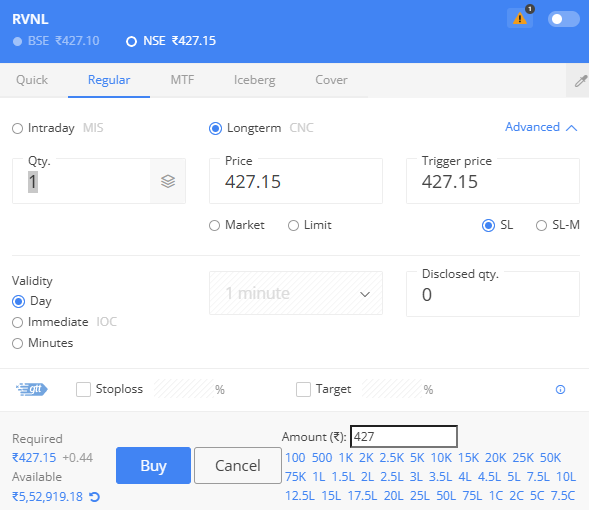 RVNL
1
BSE ₹427.10 NSE ₹427.15
Quick Regular MTF Iceberg Cover
Intraday MIS Longterm CNC Advanced
Qty. Price Trigger price
1 427.15 427.15
Market Limit SL SL-M
Validity Disclosed qty.
Day 1 minute 0
Immediate IOC
Minutes
gtt Stoploss % Target %
Required Amount (₹): 427
₹427.15 +0.44 Buy Cancel 100 500 1K 2K 2.5K 5K 10K 15K 20K 25K 50K
Available 75K 1L 1.5L 2L 2.5L 3L 3.5L 4L 4.5L 5L 7.5L 10L
₹5,52,919.18 12.5L 15L 17.5L 20L 25L 50L 75L 1C 2C 5C 7.5C